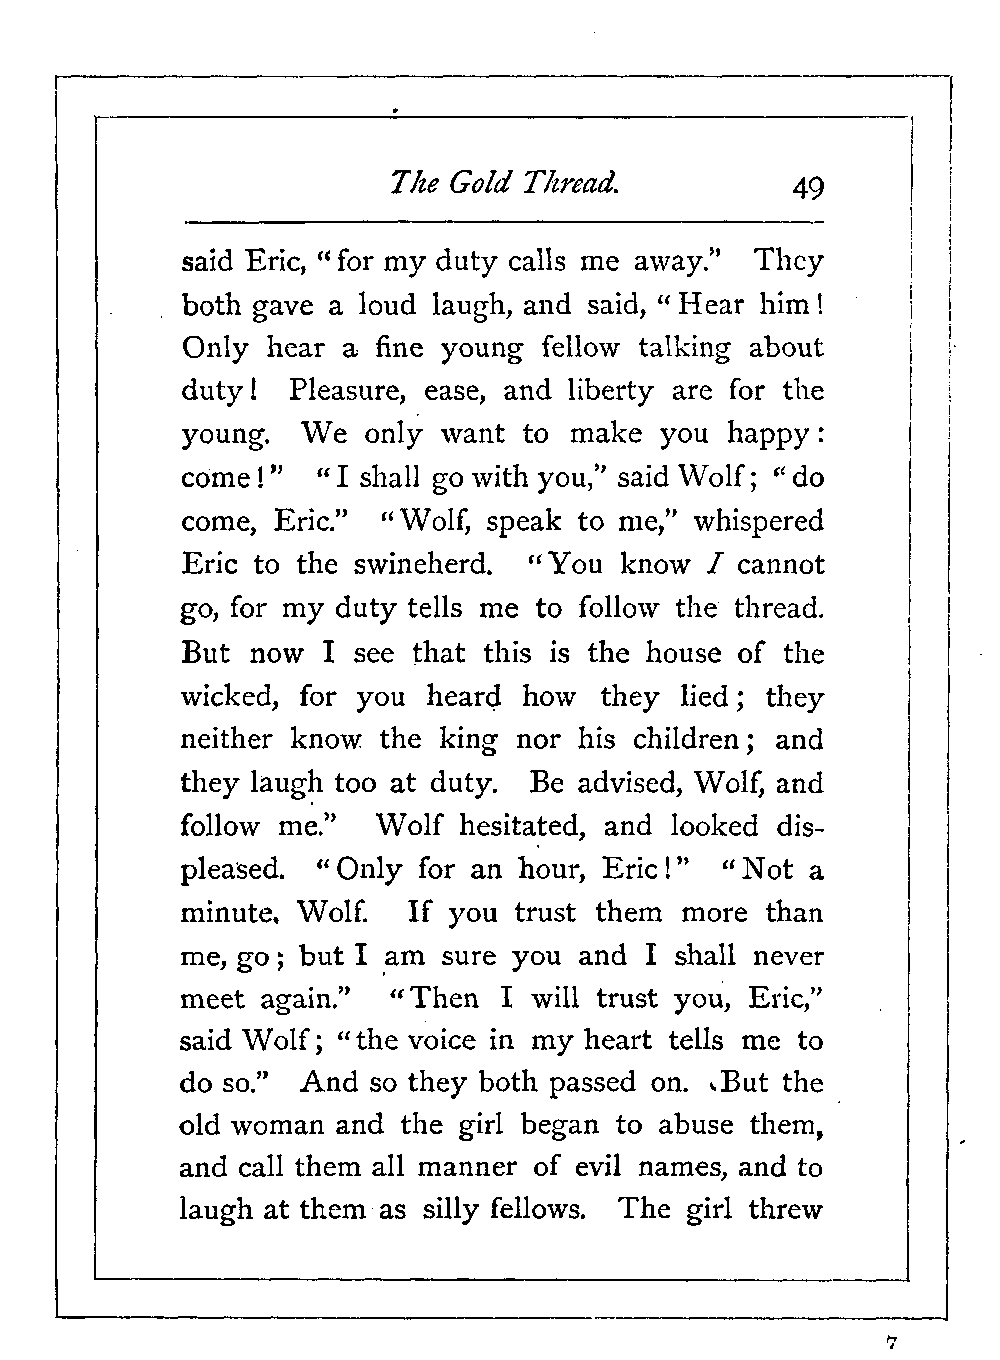 The Gold Thread. 49
said Eric, “for my duty calls me away.” They
both gave a loud laugh, and said, “Hear him!
Only hear a fine young fellow talking about
duty! Pleasure, ease, and liberty are for the
young. We only want to make you happy:
come!” “I shall go with you,” said Wolf; “do
come, Eric.” “Wolf, speak to me,” whispered
Eric to the swineherd. “You know I cannot
go, for my duty tells me to follow the thread.
But now I see that this is the house of the
wicked, for you heard how they lied; they
neither know the king nor his children; and
they laugh too at duty. Be advised, Wolf, and
follow me.” Wolf hesitated, and looked dis-
pleased. “Only for an hour, Eric!” “Not a
minute, Wolf. If you trust them more than
me, go; but I am sure you and I shall never
meet again.” “Then I will trust you, Eric,”
said Wolf; “the voice in my heart tells me to
do so.” And so they both passed on. But the
old woman and the girl began to abuse them,
and call them all manner of evil names, and to
laugh at them as silly fellows. The girl threw
7